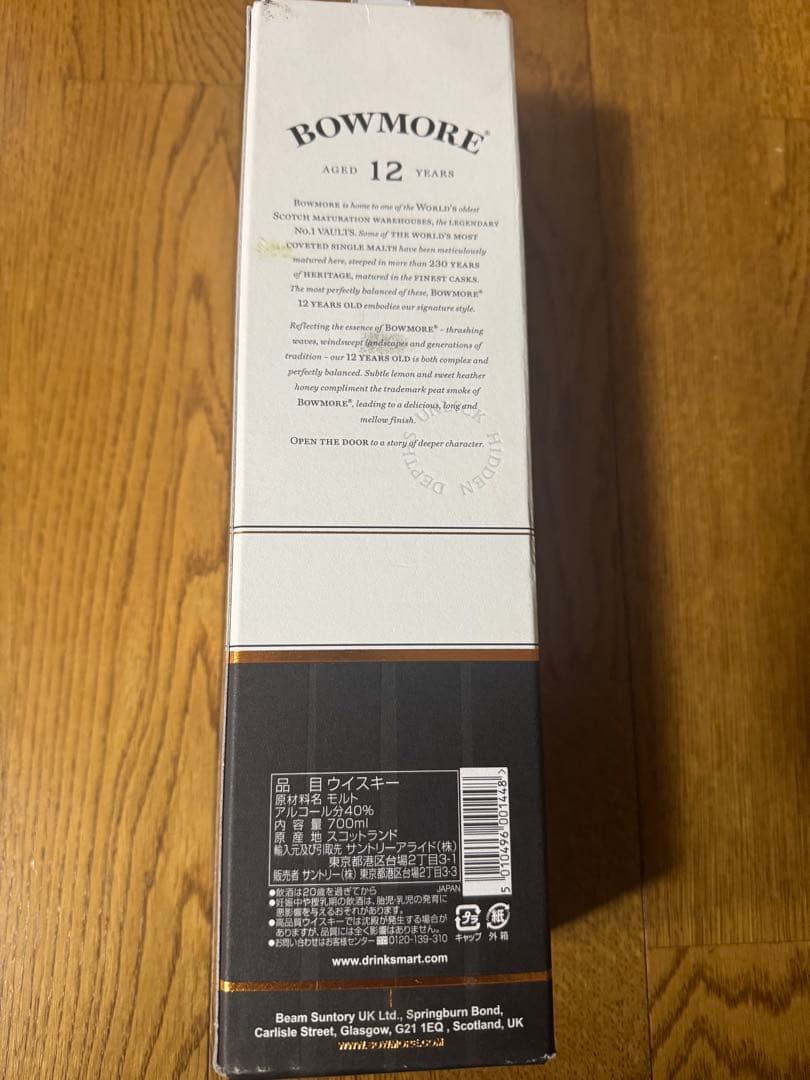 BOWMORE®
AGED 12 YEARS
BOWMORE is home to one of the WORLD'S oldest
SCOTCH MATURATION WAREHOUSES, the LEGENDARY
No.1 VAULTS. Some of THE WORLD'S MOST
COVETED SINGLE MALTS have been meticulously
matured here, steeped in more than 230 YEARS
of HERITAGE, matured in the FINEST CASKS.
The most perfectly balanced of these, BOWMORE®
12 YEARS OLD embodies our signature style.
Reflecting the essence of BOWMORE® – thrashing
waves, windswept landscapes and generations of
tradition – our 12 YEARS OLD is both complex and
perfectly balanced. Subtle lemon and sweet heather
honey compliment the trademark peat smoke of
BOWMORE®, leading to a delicious, long and
mellow finish.
OPEN THE DOOR to a story of deeper character.
UNLOCK HIDDEN DEPTHS
品 目 ウイスキー
原材料名 モルト
アルコール分40%
内 容 量 700ml
原 産 地 スコットランド
輸入元及び引取先 サントリーアライド(株)
東京都港区台場2丁目3-1
販売者 サントリー(株) 東京都港区台場2丁目3-3
5 010496 001448 >
JAPAN
●飲酒は20歳を過ぎてから
●妊娠中や授乳期の飲酒は、胎児・乳児の発育に
悪影響を与えるおそれがあります。
●高品質ウイスキーでは沈殿が発生する場合が
ありますが、品質には全く影響はありません。
●お問い合わせはお客様センター 0120-139-310
プラ 紙
キャップ 外箱
www.drinksmart.com
Beam Suntory UK Ltd., Springburn Bond,
Carlisle Street, Glasgow, G21 1EQ , Scotland, UK
WWW.BOWMORE.COM